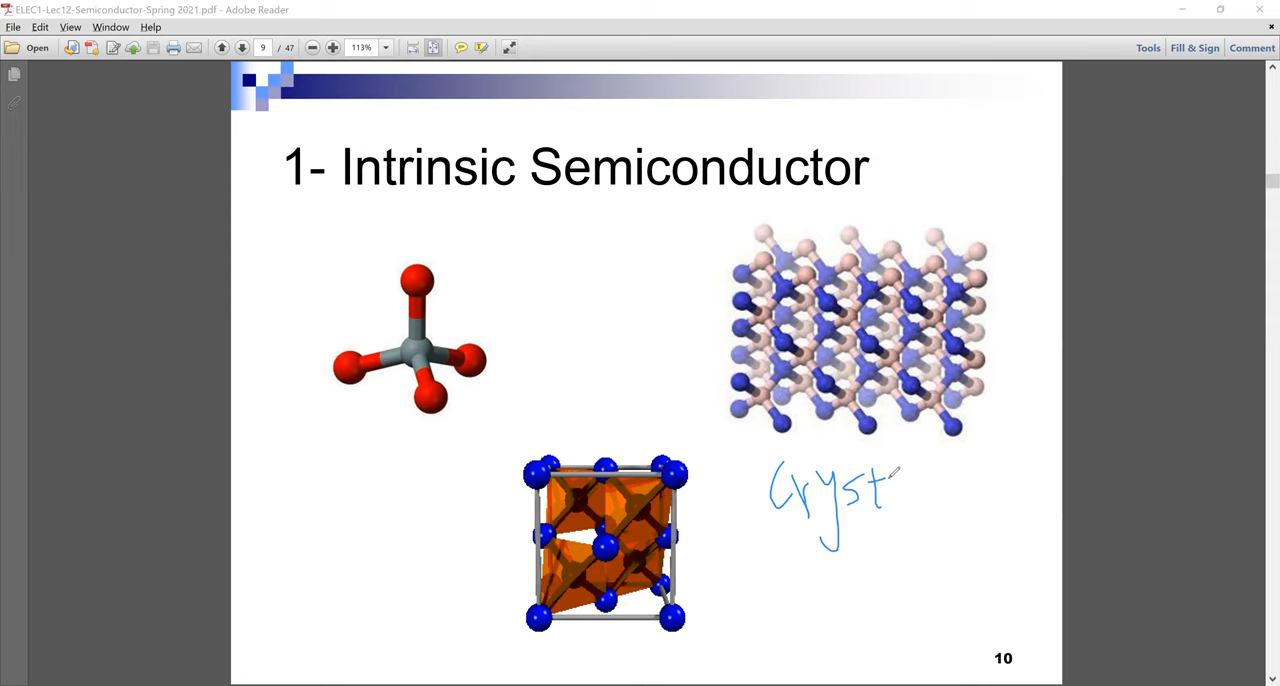 ELEC1-Lec12-Semiconductor-Spring 2021.pdf - Adobe Reader
File Edit View Window Help
Open 9 / 47 113% Tools Fill & Sign Comment
1- Intrinsic Semiconductor
Cryst
10